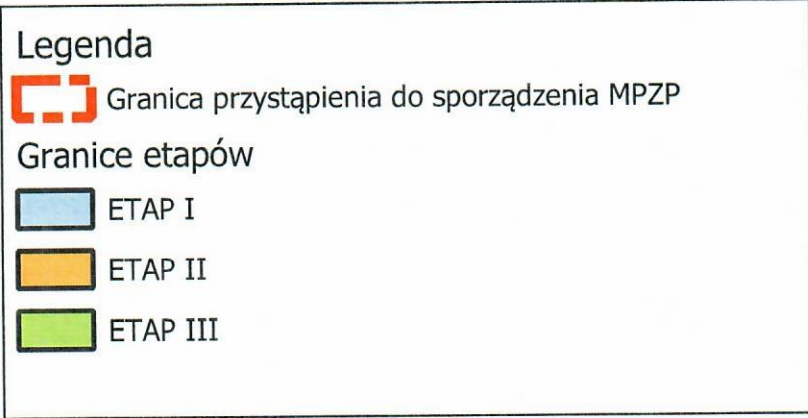 Legenda
Granica przystąpienia do sporządzenia MPZP
Granice etapów
ETAP I
ETAP II
ETAP III